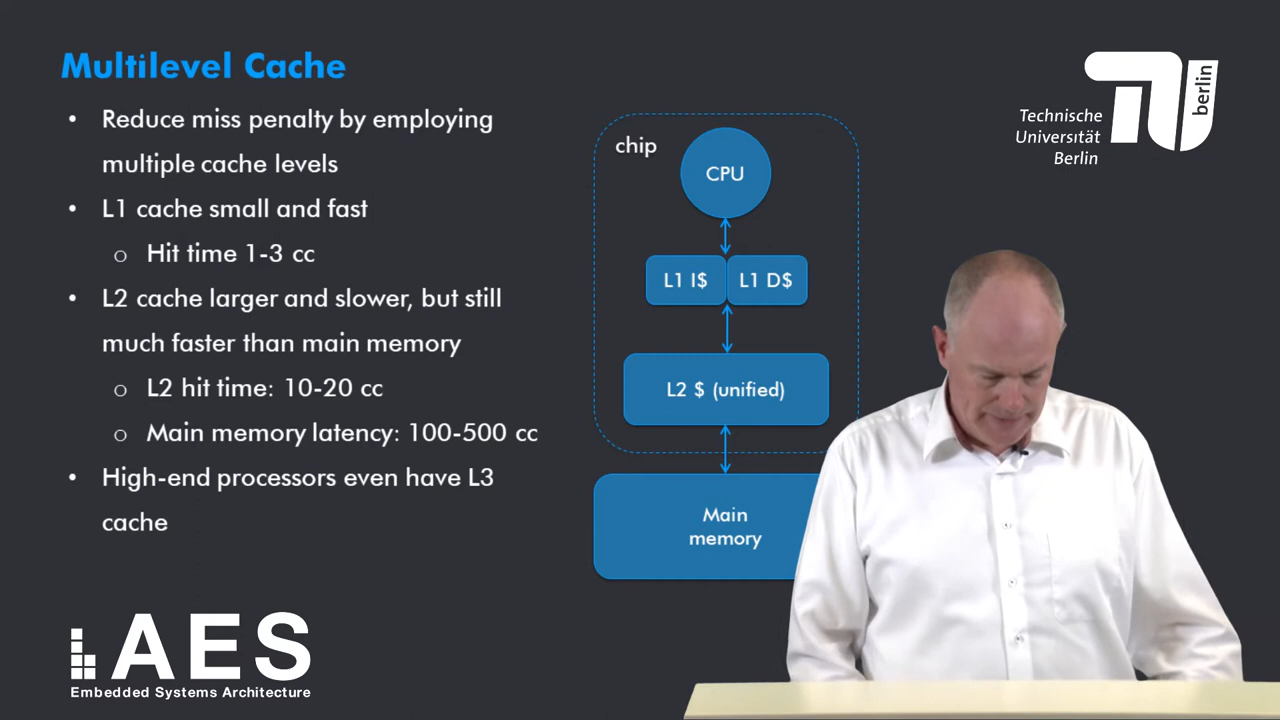 Multilevel Cache
• Reduce miss penalty by employing
multiple cache levels
• L1 cache small and fast
o Hit time 1-3 cc
• L2 cache larger and slower, but still
much faster than main memory
o L2 hit time: 10-20 cc
o Main memory latency: 100-500 cc
• High-end processors even have L3
cache
chip
CPU
L1 I$
L1 D$
L2 $ (unified)
Main
memory
Technische
Universität
Berlin
berlin
AES
Embedded Systems Architecture